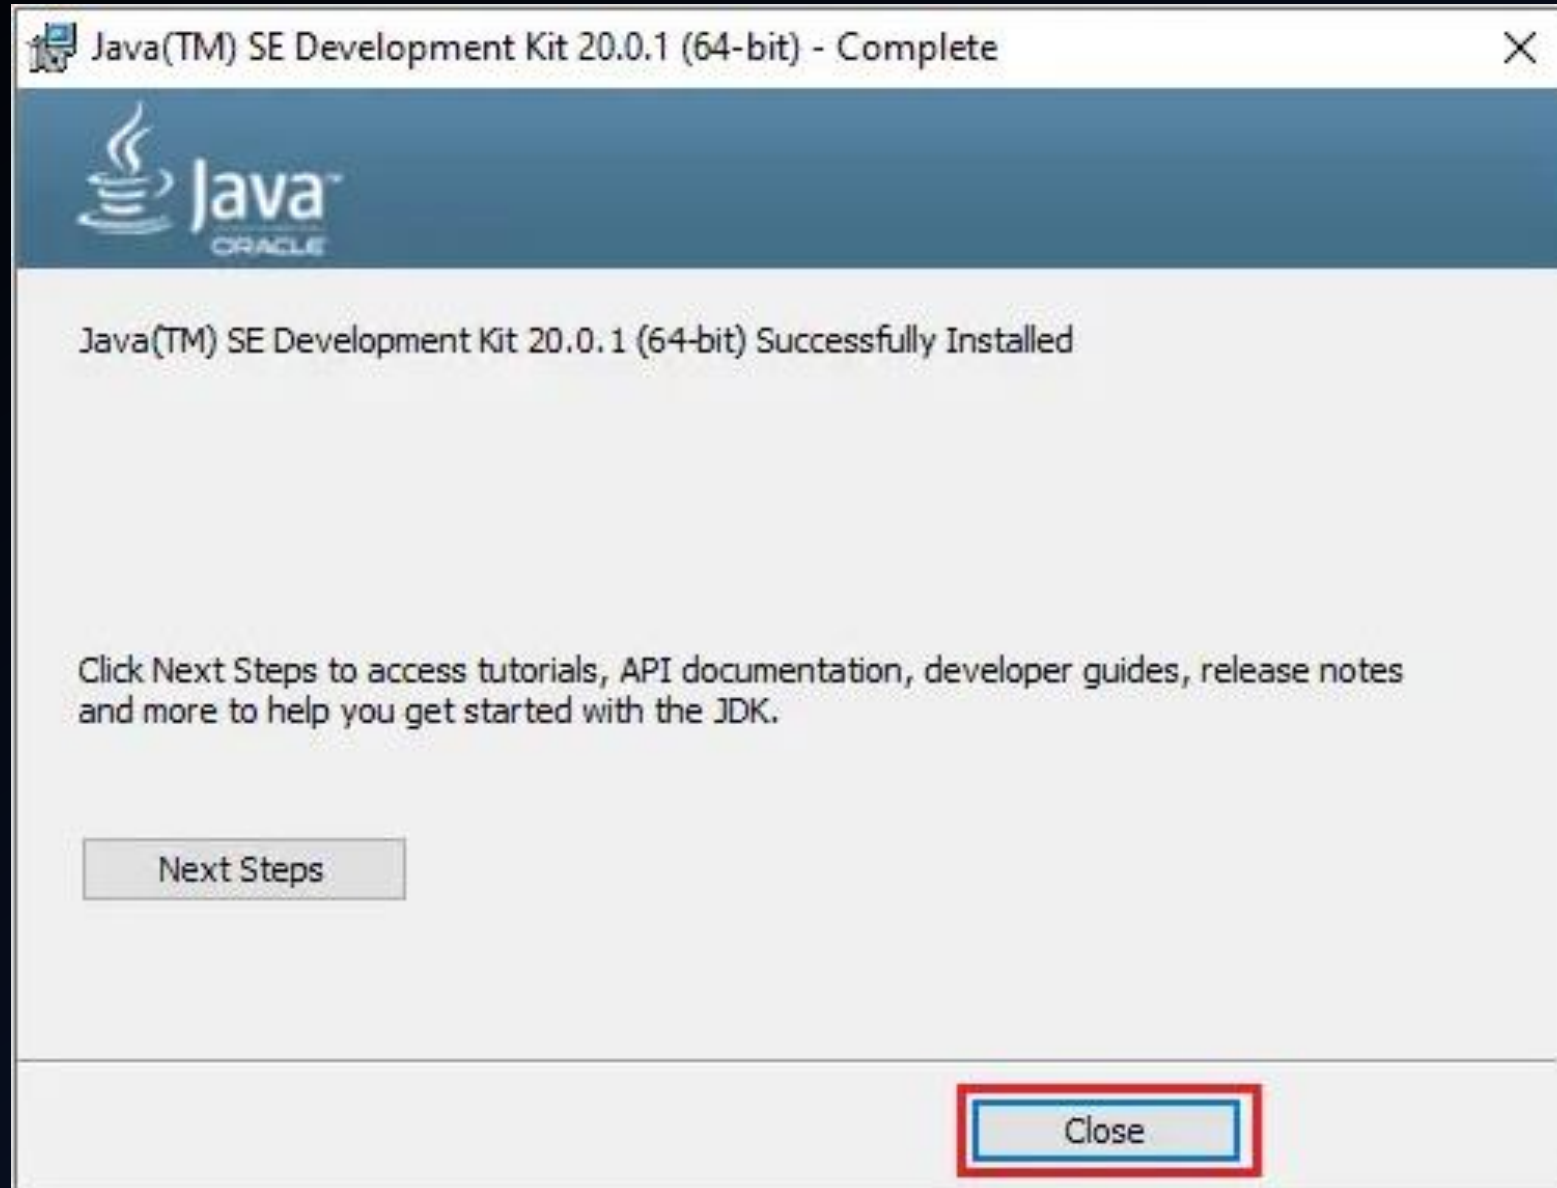 Java(TM) SE Development Kit 20.0.1 (64-bit) - Complete
Java™
ORACLE
Java(TM) SE Development Kit 20.0.1 (64-bit) Successfully Installed
Click Next Steps to access tutorials, API documentation, developer guides, release notes
and more to help you get started with the JDK.
Next Steps
Close